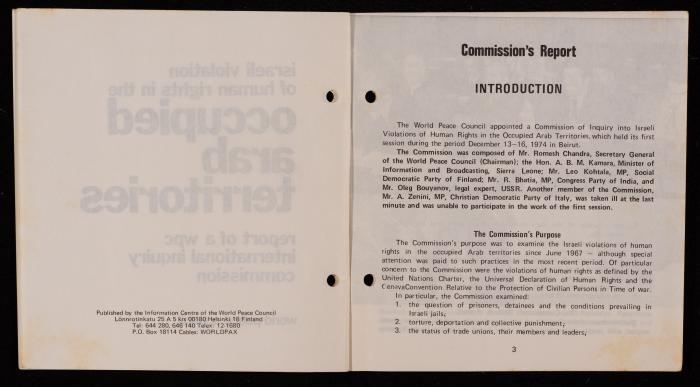 israeli violation
of human rights in the
occupied
arab
territories
report of a wpc
international inquiry
commission
Published by the Information Centre of the World Peace Council
Lönnrotinkatu 25 A 5 krs 00180 Helsinki 18 Finland
Tel: 644 280, 646 140 Telex: 12-1680
P.O. Box 18114 Cables: WORLDPAX
Commission's Report
INTRODUCTION
The World Peace Council appointed a Commission of Inquiry into Israeli
Violations of Human Rights in the Occupied Arab Territories, which held its first
session during the period December 13–16, 1974 in Beirut.
The Commission was composed of Mr. Romesh Chandra, Secretary General
of the World Peace Council (Chairman); the Hon. A. B. M. Kamara, Minister of
Information and Broadcasting, Sierra Leone; Mr. Leo Kohtala, MP, Social
Democratic Party of Finland; Mr. R. Bhatia, MP, Congress Party of India, and
Mr. Oleg Bouyanov, legal expert, USSR. Another member of the Commission,
Mr. A. Zenini, MP, Christian Democratic Party of Italy, was taken ill at the last
minute and was unable to participate in the work of the first session.
The Commission's Purpose
The Commission's purpose was to examine the Israeli violations of human
rights in the occupied Arab territories since June 1967 — although special
attention was paid to such practices in the most recent period. Of particular
concern to the Commission were the violations of human rights as defined by the
United Nations Charter, the Universal Declaration of Human Rights and the
GenevaConvention Relative to the Protection of Civilian Persons in Time of war.
In particular, the Commission examined:
1. the question of prisoners, detainees and the conditions prevailing in
Israeli jails;
2. torture, deportation and collective punishment;
3. the status of trade unions, their members and leaders;
3